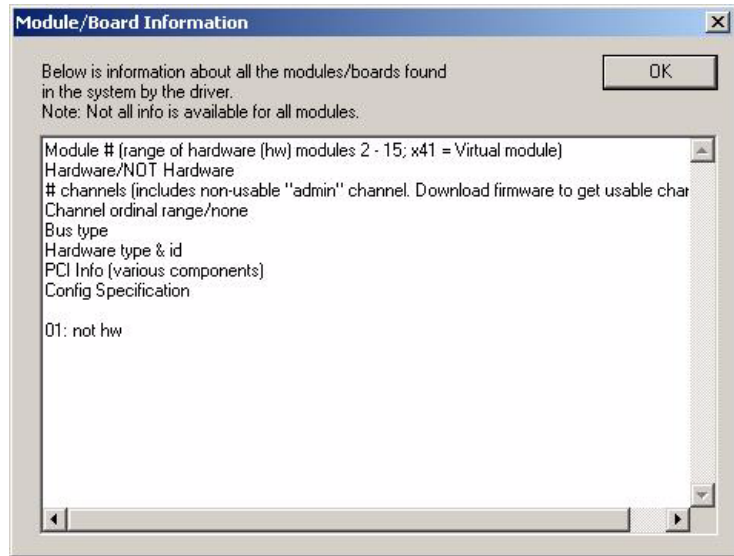 Module/Board Information
Below is information about all the modules/boards found
in the system by the driver.
Note: Not all info is available for all modules.
OK
Module # (range of hardware (hw) modules 2 - 15; x41 = Virtual module)
Hardware/NOT Hardware
# channels (includes non-usable "admin" channel. Download firmware to get usable char
Channel ordinal range/none
Bus type
Hardware type & id
PCI Info (various components)
Config Specification
01: not hw